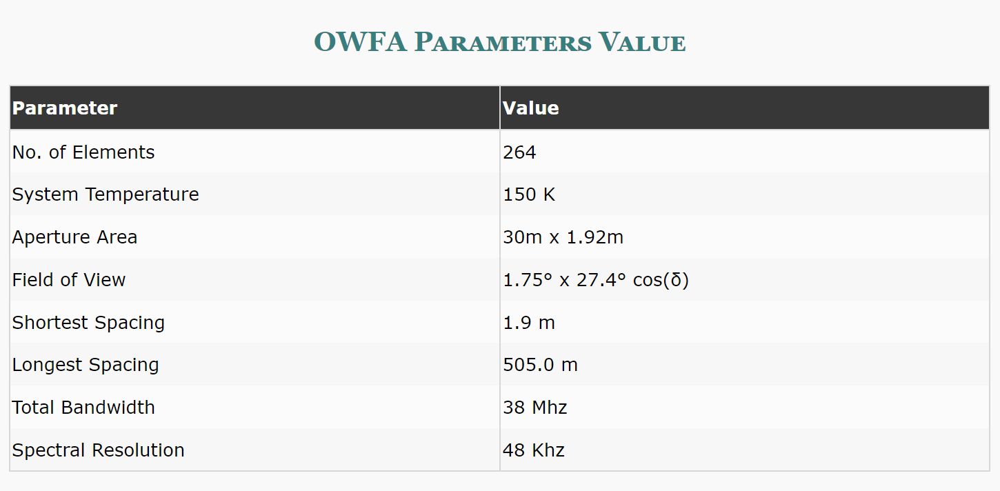 OWFA Parameters Value
Parameter Value
No. of Elements 264
System Temperature 150 K
Aperture Area 30m x 1.92m
Field of View 1.75° x 27.4° cos(δ)
Shortest Spacing 1.9 m
Longest Spacing 505.0 m
Total Bandwidth 38 Mhz
Spectral Resolution 48 Khz